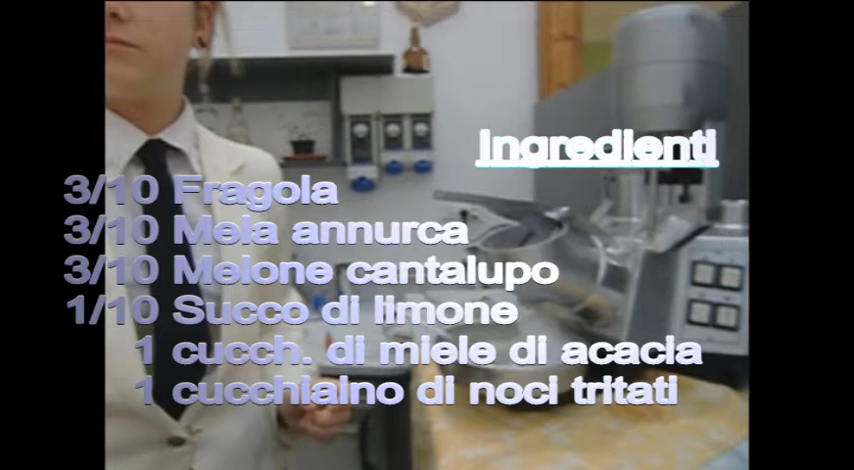 Ingredienti
3/10 Fragola
3/10 Mela annurca
3/10 Melone cantalupo
1/10 Succo di limone
1 cucch. di miele di acacia
1 cucchiaino di noci tritati